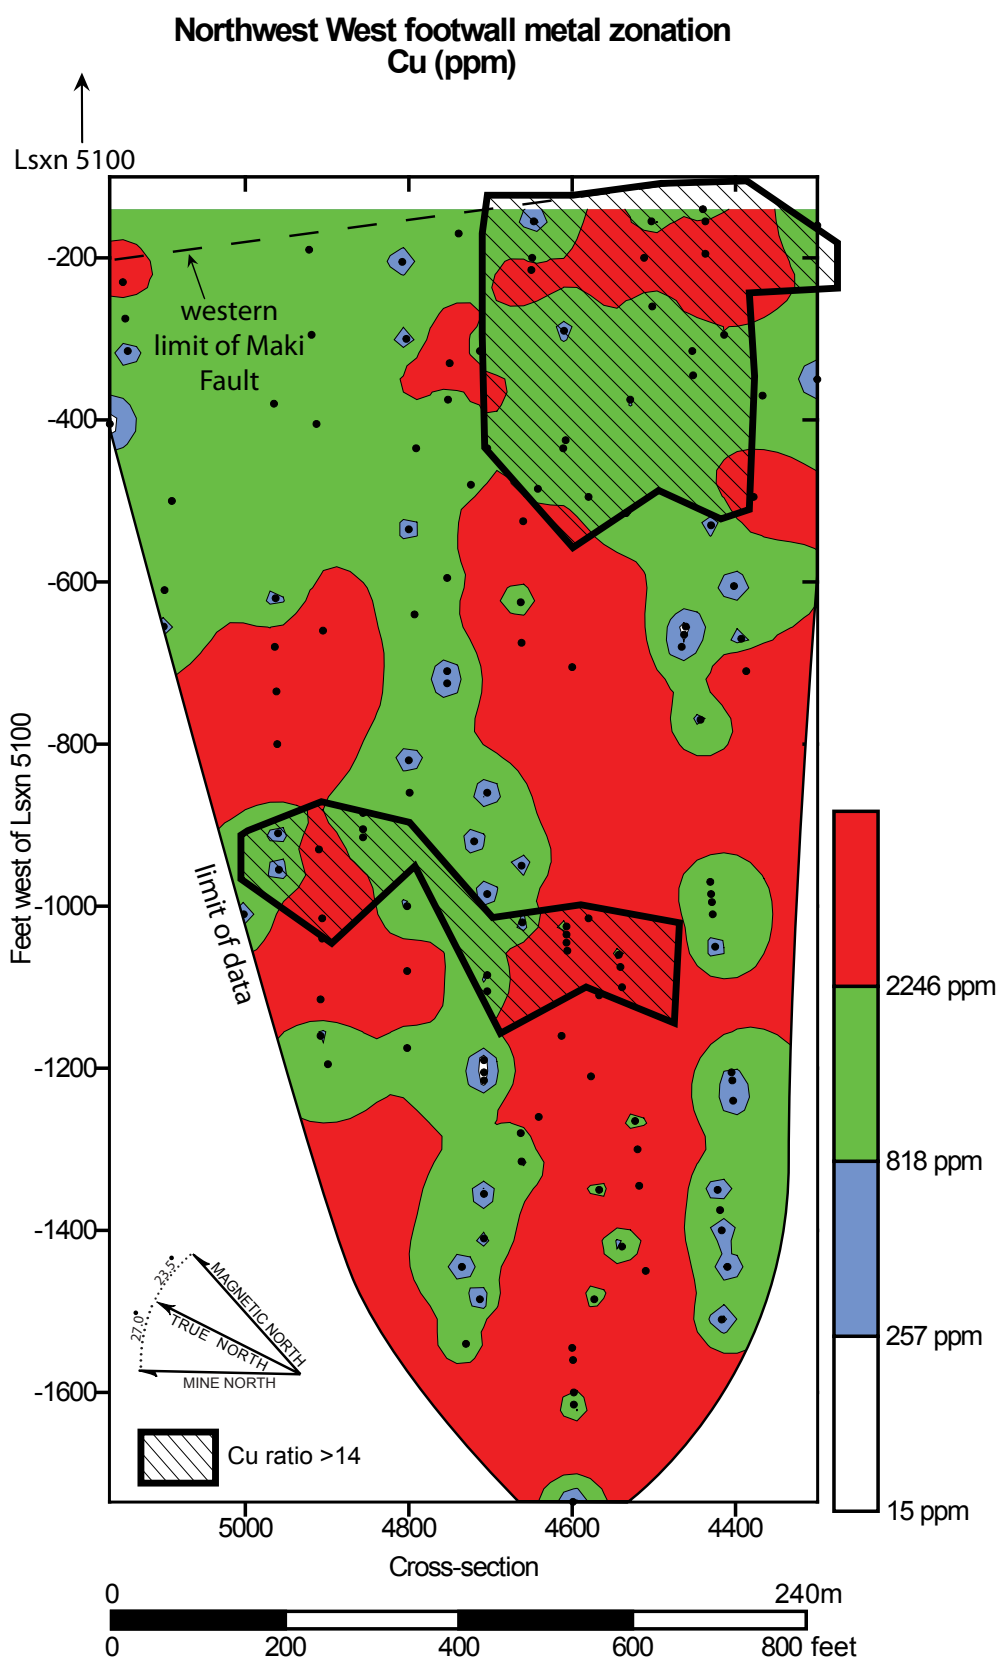 Northwest West footwall metal zonation
Cu (ppm)
Lsxn 5100
-200
western
limit of Maki
Fault
-400
-600
-800
Feet west of Lsxn 5100
limit of data
-1000
2246 ppm
-1200
818 ppm
-1400
257 ppm
23.5°
27.0°
MAGNETIC NORTH
TRUE NORTH
MINE NORTH
-1600
Cu ratio >14
15 ppm
5000 4800 4600 4400
Cross-section
0 240m
0 200 400 600 800 feet